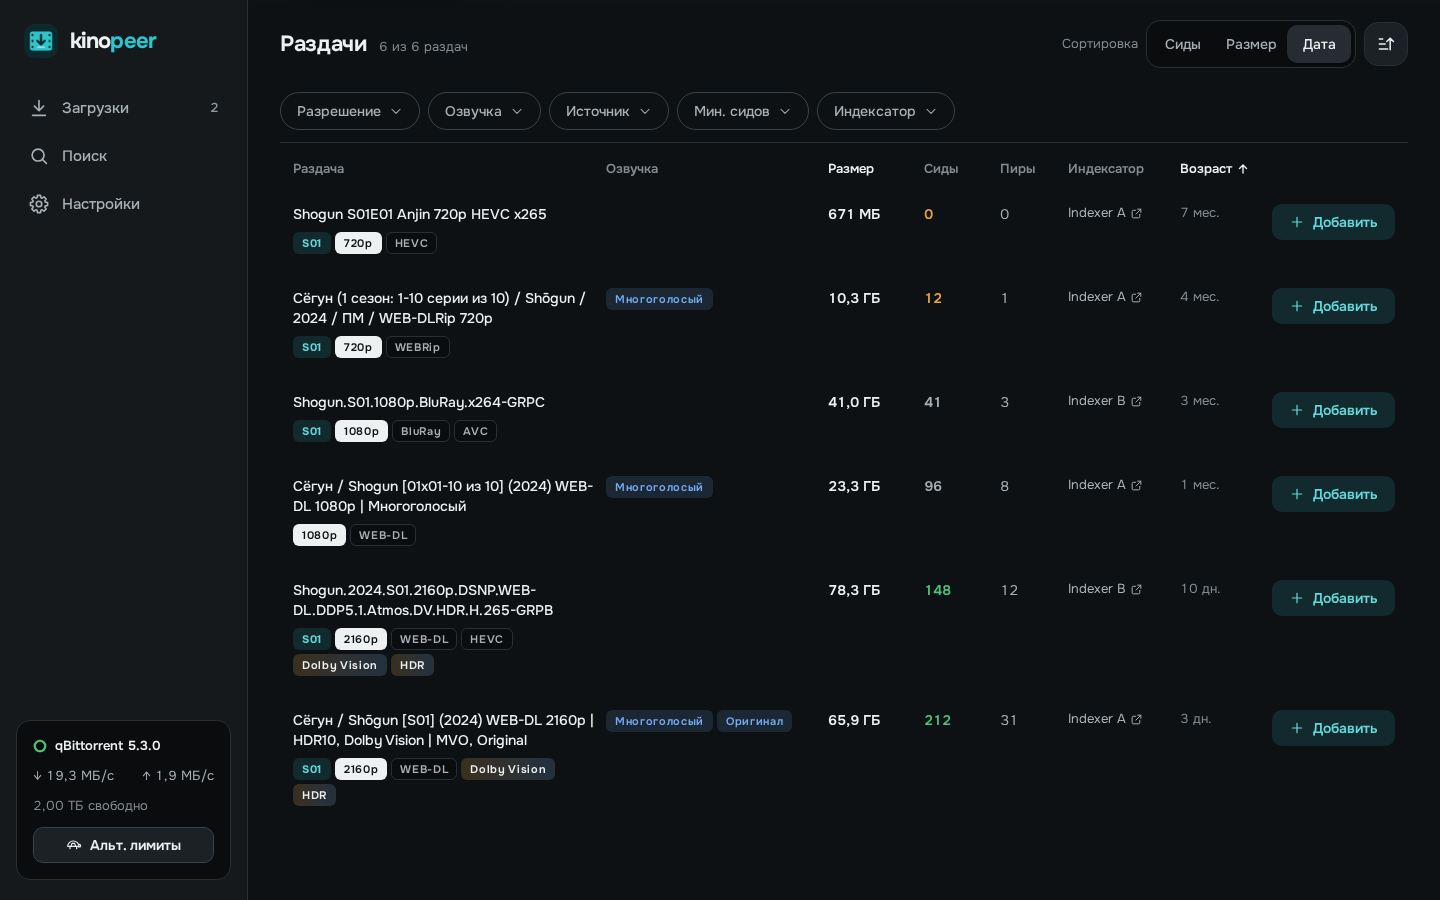 kinopeer
Загрузки 2
Поиск
Настройки
qBittorrent 5.3.0
↓ 19,3 МБ/с ↑ 1,9 МБ/с
2,00 ТБ свободно
Альт. лимиты
Раздачи 6 из 6 раздач
Сортировка Сиды Размер Дата
Разрешение Озвучка Источник Мин. сидов Индексатор
Раздача Озвучка Размер Сиды Пиры Индексатор Возраст ↑
Shogun S01E01 Anjin 720p HEVC x265 671 МБ 0 0 Indexer A 7 мес. + Добавить
S01 720p HEVC
Сёгун (1 сезон: 1-10 серии из 10) / Shōgun / Многоголосый 10,3 ГБ 12 1 Indexer A 4 мес. + Добавить
2024 / ПМ / WEB-DLRip 720p
S01 720p WEBRip
Shogun.S01.1080p.BluRay.x264-GRPC 41,0 ГБ 41 3 Indexer B 3 мес. + Добавить
S01 1080p BluRay AVC
Сёгун / Shogun [01x01-10 из 10] (2024) WEB- Многоголосый 23,3 ГБ 96 8 Indexer A 1 мес. + Добавить
DL 1080p | Многоголосый
1080p WEB-DL
Shogun.2024.S01.2160p.DSNP.WEB- 78,3 ГБ 148 12 Indexer B 10 дн. + Добавить
DL.DDP5.1.Atmos.DV.HDR.H.265-GRPB
S01 2160p WEB-DL HEVC
Dolby Vision HDR
Сёгун / Shōgun [S01] (2024) WEB-DL 2160p | Многоголосый Оригинал 65,9 ГБ 212 31 Indexer A 3 дн. + Добавить
HDR10, Dolby Vision | MVO, Original
S01 2160p WEB-DL Dolby Vision
HDR